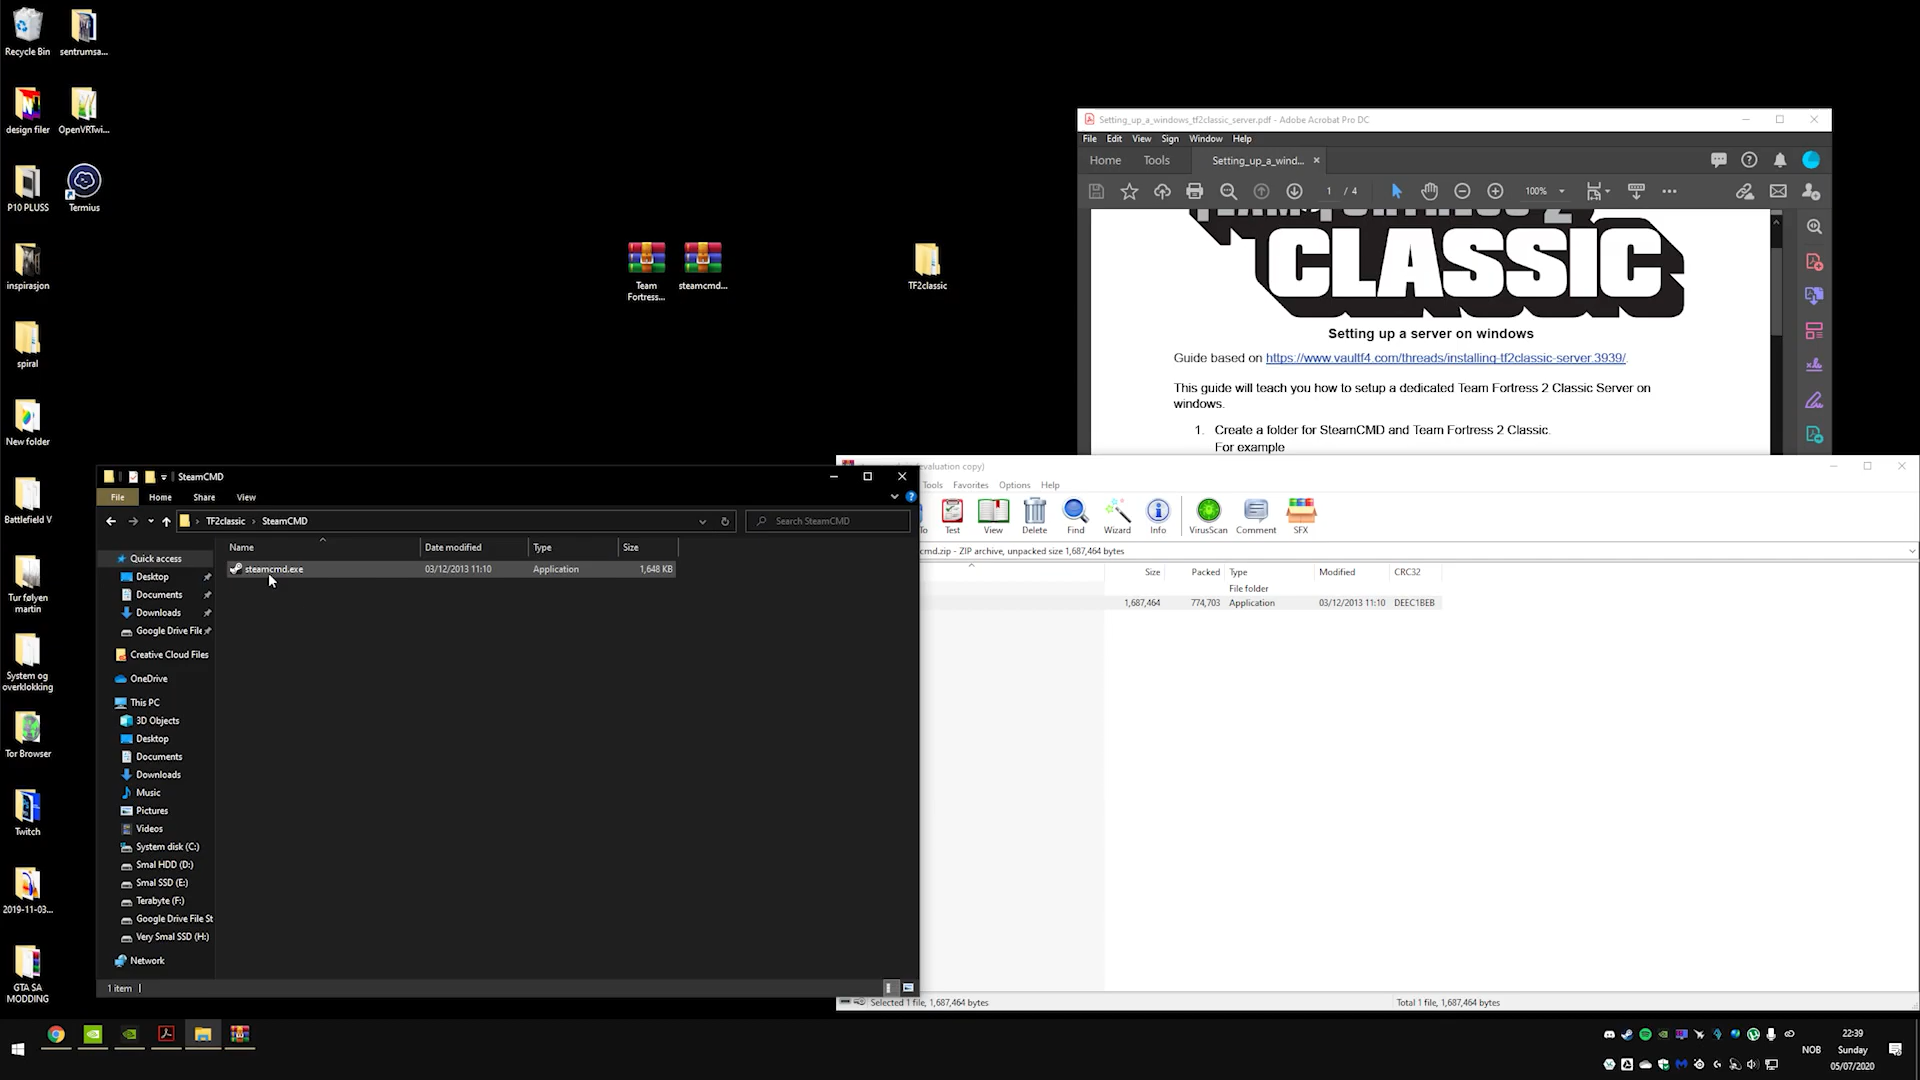 Recycle Bin
sentrumsa...
design filer
OpenVRTwi...
P10 PLUSS
Termius
inspirasjon
spiral
New folder
Battlefield V
Tur følyen
martin
System og
overklokking
Tor Browser
Twitch
2019-11-03...
GTA SA
MODDING
Team
Fortress...
steamcmd...
TF2classic
Setting_up_a_windows_tf2classic_server.pdf - Adobe Acrobat Pro DC
File Edit View Sign Window Help
Home Tools Setting_up_a_wind... ×
1 / 4 100%
TEAM FORTRESS 2
CLASSIC
Setting up a server on windows
Guide based on https://www.vaultf4.com/threads/installing-tf2classic-server.3939/.
This guide will teach you how to setup a dedicated Team Fortress 2 Classic Server on
windows.
1. Create a folder for SteamCMD and Team Fortress 2 Classic.
For example
SteamCMD
File Home Share View
TF2classic › SteamCMD
Search SteamCMD
Name Date modified Type Size
steamcmd.exe 03/12/2013 11:10 Application 1,648 KB
Quick access
Desktop
Documents
Downloads
Google Drive File
Creative Cloud Files
OneDrive
This PC
3D Objects
Desktop
Documents
Downloads
Music
Pictures
Videos
System disk (C:)
Smal HDD (D:)
Smal SSD (E:)
Terabyte (F:)
Google Drive File St
Very Smal SSD (H:)
Network
1 item
evaluation copy)
Tools Favorites Options Help
To Test View Delete Find Wizard Info VirusScan Comment SFX
cmd.zip - ZIP archive, unpacked size 1,687,464 bytes
Size Packed Type Modified CRC32
File folder
1,687,464 774,703 Application 03/12/2013 11:10 DEEC1BEB
Selected 1 file, 1,687,464 bytes
Total 1 file, 1,687,464 bytes
22:39
NOB Sunday
05/07/2020